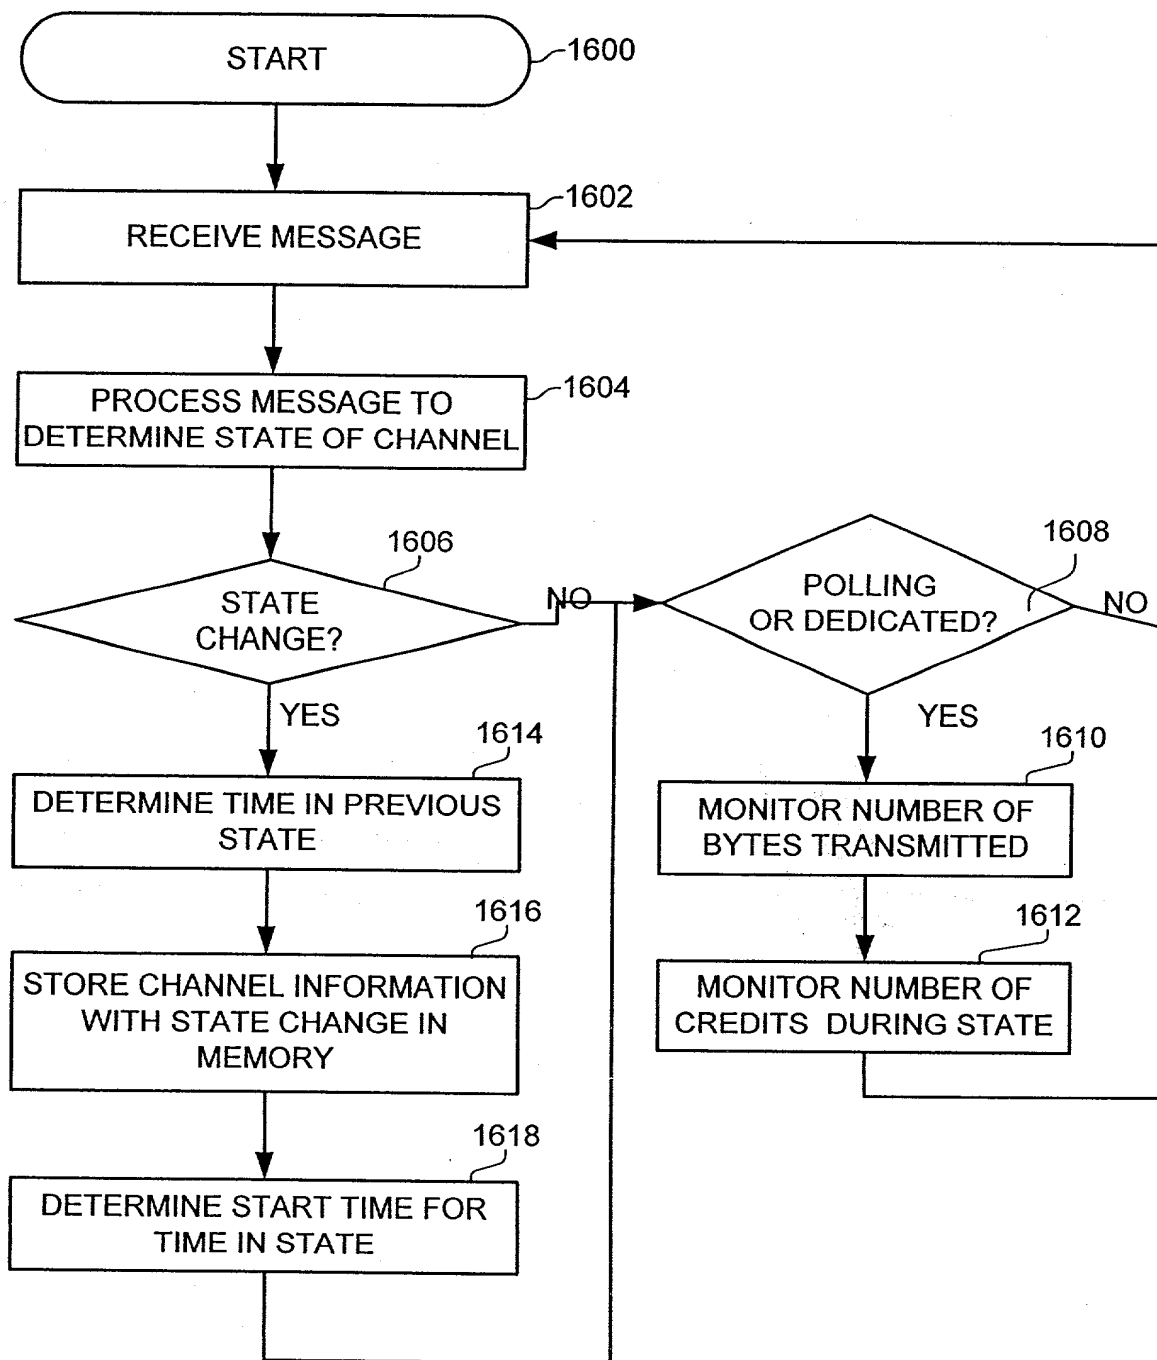 START
1600
1602
RECEIVE MESSAGE
1604
PROCESS MESSAGE TO
DETERMINE STATE OF CHANNEL
1606
STATE
CHANGE?
NO
YES
1608
POLLING
OR DEDICATED?
NO
YES
1614
DETERMINE TIME IN PREVIOUS
STATE
1610
MONITOR NUMBER OF
BYTES TRANSMITTED
1616
STORE CHANNEL INFORMATION
WITH STATE CHANGE IN
MEMORY
1612
MONITOR NUMBER OF
CREDITS DURING STATE
1618
DETERMINE START TIME FOR
TIME IN STATE